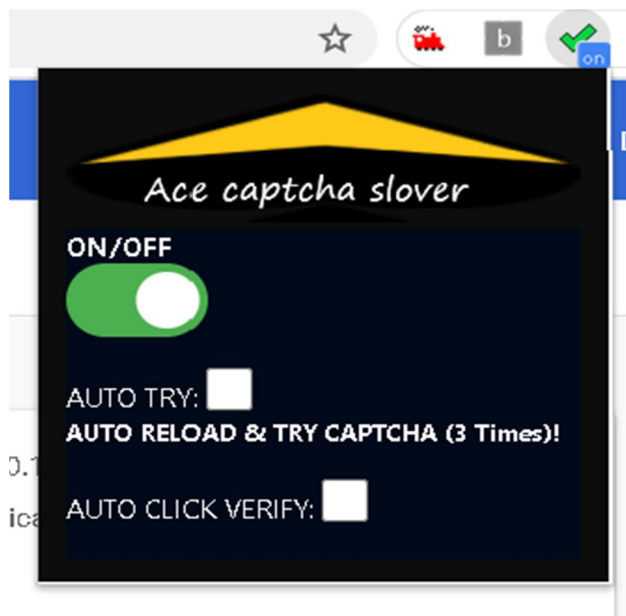 b
on
Ace captcha slover
ON/OFF
AUTO TRY:
AUTO RELOAD & TRY CAPTCHA (3 Times)!
AUTO CLICK VERIFY: